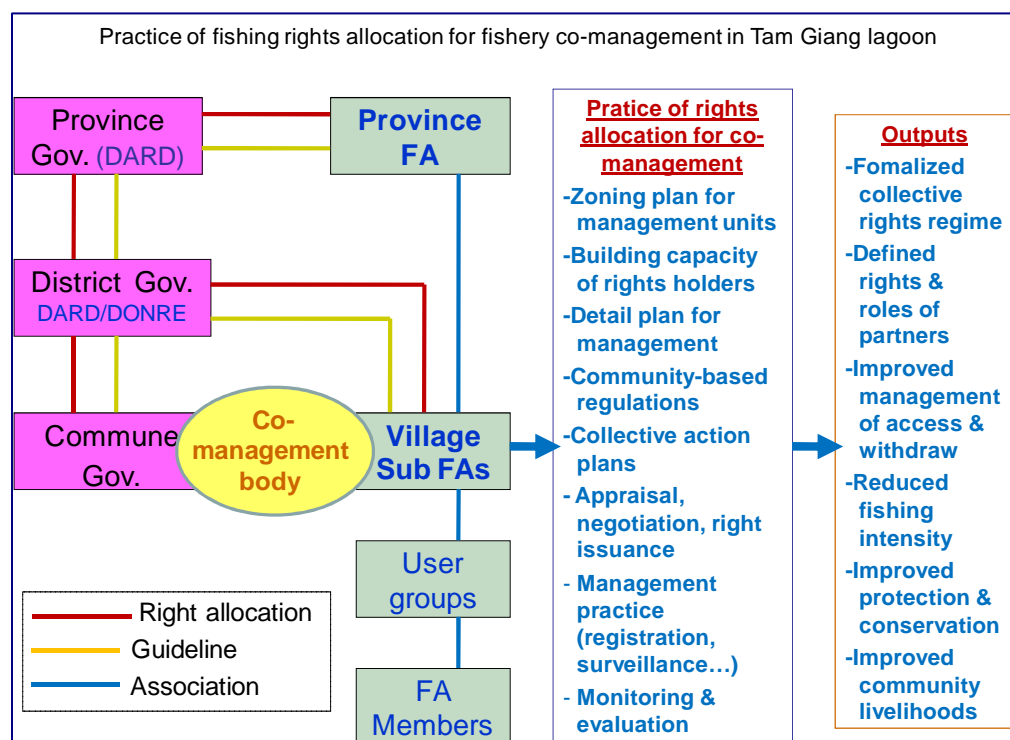 Practice of fishing rights allocation for fishery co-management in Tam Giang lagoon
Province
Gov. (DARD)
Province
FA
District Gov.
DARD/DONRE
Commune
Gov.
Co-
management
body
Village
Sub FAs
User
groups
FA
Members
Right allocation
Guideline
Association
Pratice of rights
allocation for co-
management
-Zoning plan for
management units
-Building capacity
of rights holders
-Detail plan for
management
-Community-based
regulations
-Collective action
plans
- Appraisal,
negotiation, right
issuance
- Management
practice
(registration,
surveillance…)
- Monitoring &
evaluation
Outputs
-Fomalized
collective
rights regime
-Defined
rights &
roles of
partners
-Improved
management
of access &
withdraw
-Reduced
fishing
intensity
-Improved
protection &
conservation
-Improved
community
livelihoods